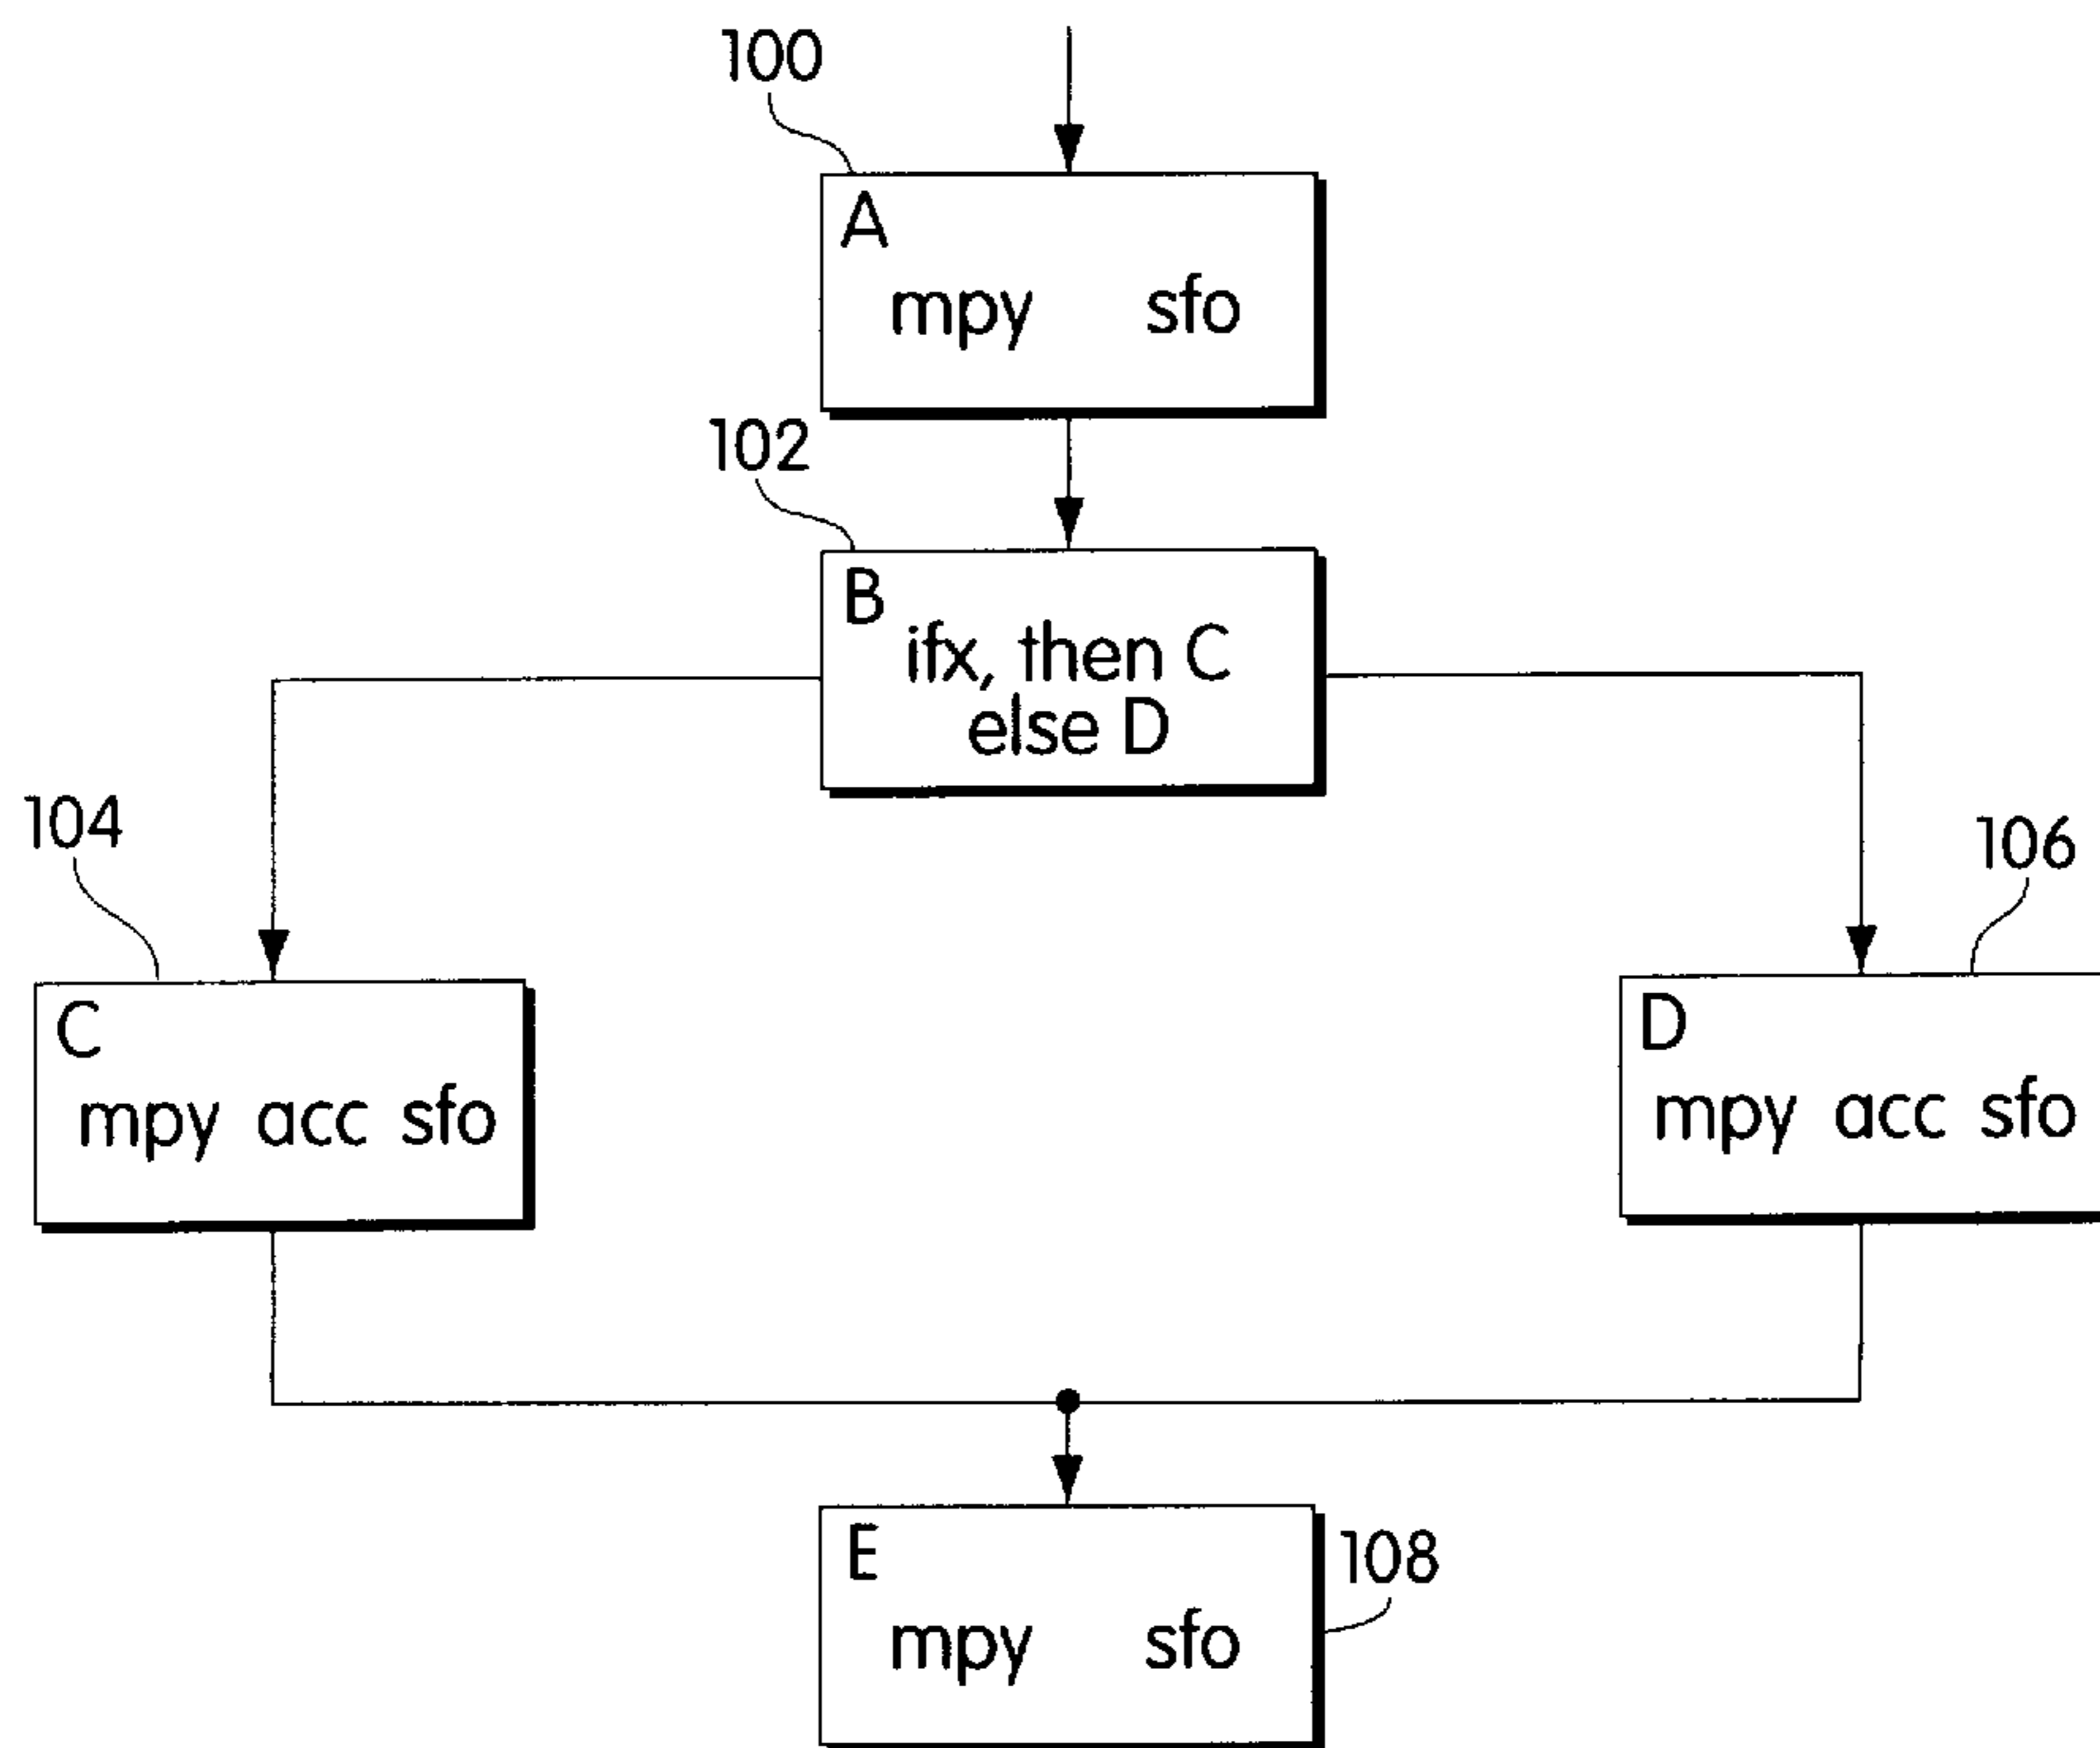 100
A
mpy sfo
102
B
ifx, then C
else D
104
106
C
mpy acc sfo
D
mpy acc sfo
E
108
mpy sfo